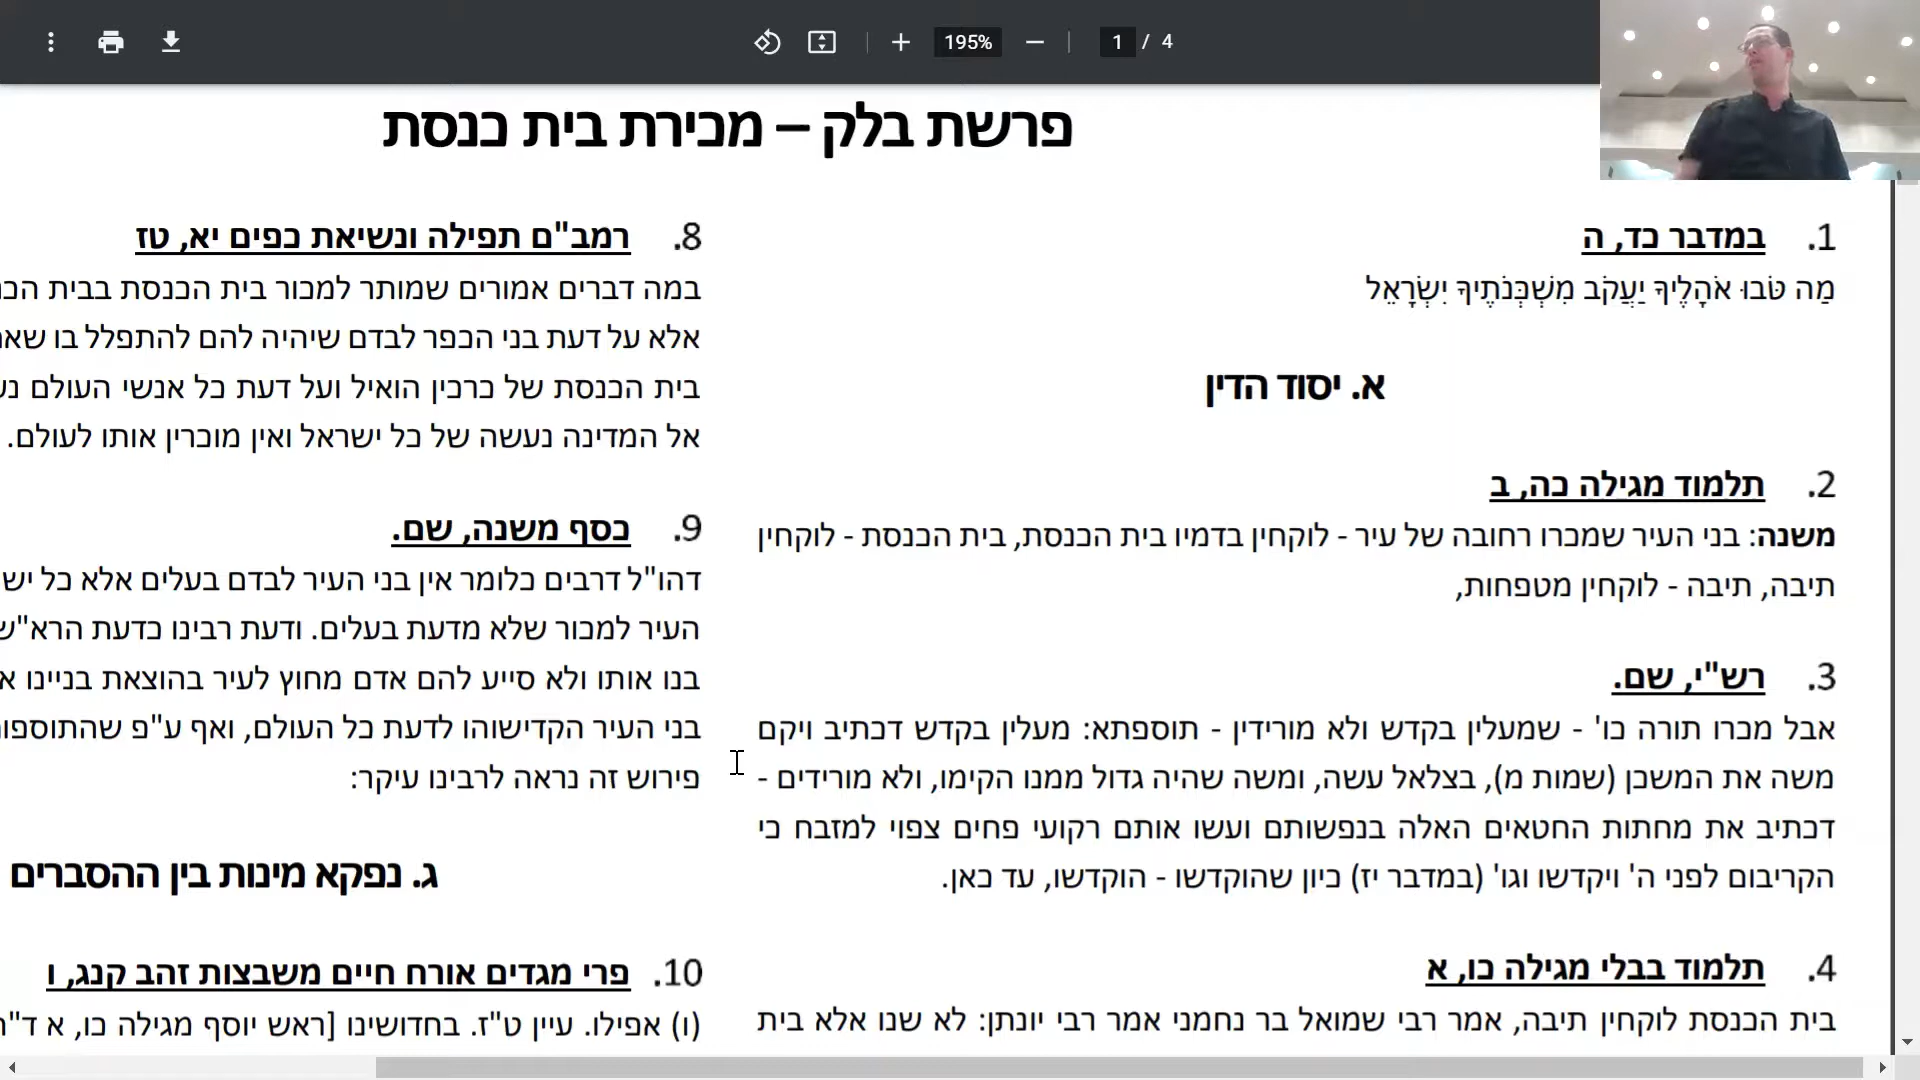 195%
1 / 4
פרשת בלק – מכירת בית כנסת
1. במדבר כד, ה
מַה טֹּבוּ אֹהָלֶיךָ יַעֲקֹב מִשְׁכְּנֹתֶיךָ יִשְׂרָאֵל
א. יסוד הדין
2. תלמוד מגילה כה, ב
משנה: בני העיר שמכרו רחובה של עיר - לוקחין בדמיו בית הכנסת, בית הכנסת - לוקחין
תיבה, תיבה - לוקחין מטפחות,
3. רש"י, שם.
אבל מכרו תורה כו' - שמעלין בקדש ולא מורידין - תוספתא: מעלין בקדש דכתיב ויקם
משה את המשכן (שמות מ), בצלאל עשה, ומשה שהיה גדול ממנו הקימו, ולא מורידים -
דכתיב את מחתות החטאים האלה בנפשותם ועשו אותם רקועי פחים צפוי למזבח כי
הקריבום לפני ה' ויקדשו וגו' (במדבר יז) כיון שהוקדשו - הוקדשו, עד כאן.
4. תלמוד בבלי מגילה כו, א
בית הכנסת לוקחין תיבה, אמר רבי שמואל בר נחמני אמר רבי יונתן: לא שנו אלא בית
8. רמב"ם תפילה ונשיאת כפים יא, טז
במה דברים אמורים שמותר למכור בית הכנסת בבית
אלא על דעת בני הכפר לבדם שיהיה להם להתפלל בו
בית הכנסת של כרכין הואיל ועל דעת כל אנשי העולם
אל המדינה נעשה של כל ישראל ואין מוכרין אותו לעולם.
9. כסף משנה, שם.
דהו"ל דרבים כלומר אין בני העיר לבדם בעלים אלא כל
העיר למכור שלא מדעת בעלים. ודעת רבינו כדעת
בנו אותו ולא סייע להם אדם מחוץ לעיר בהוצאת בניינו
בני העיר הקדישוהו לדעת כל העולם, ואף ע"פ
פירוש זה נראה לרבינו עיקר:
ג. נפקא מינות בין ההסברים
10. פרי מגדים אורח חיים משבצות זהב קנג, ו
(ו) אפילו. עיין ט"ז. בחדושינו [ראש יוסף מגילה כו, א